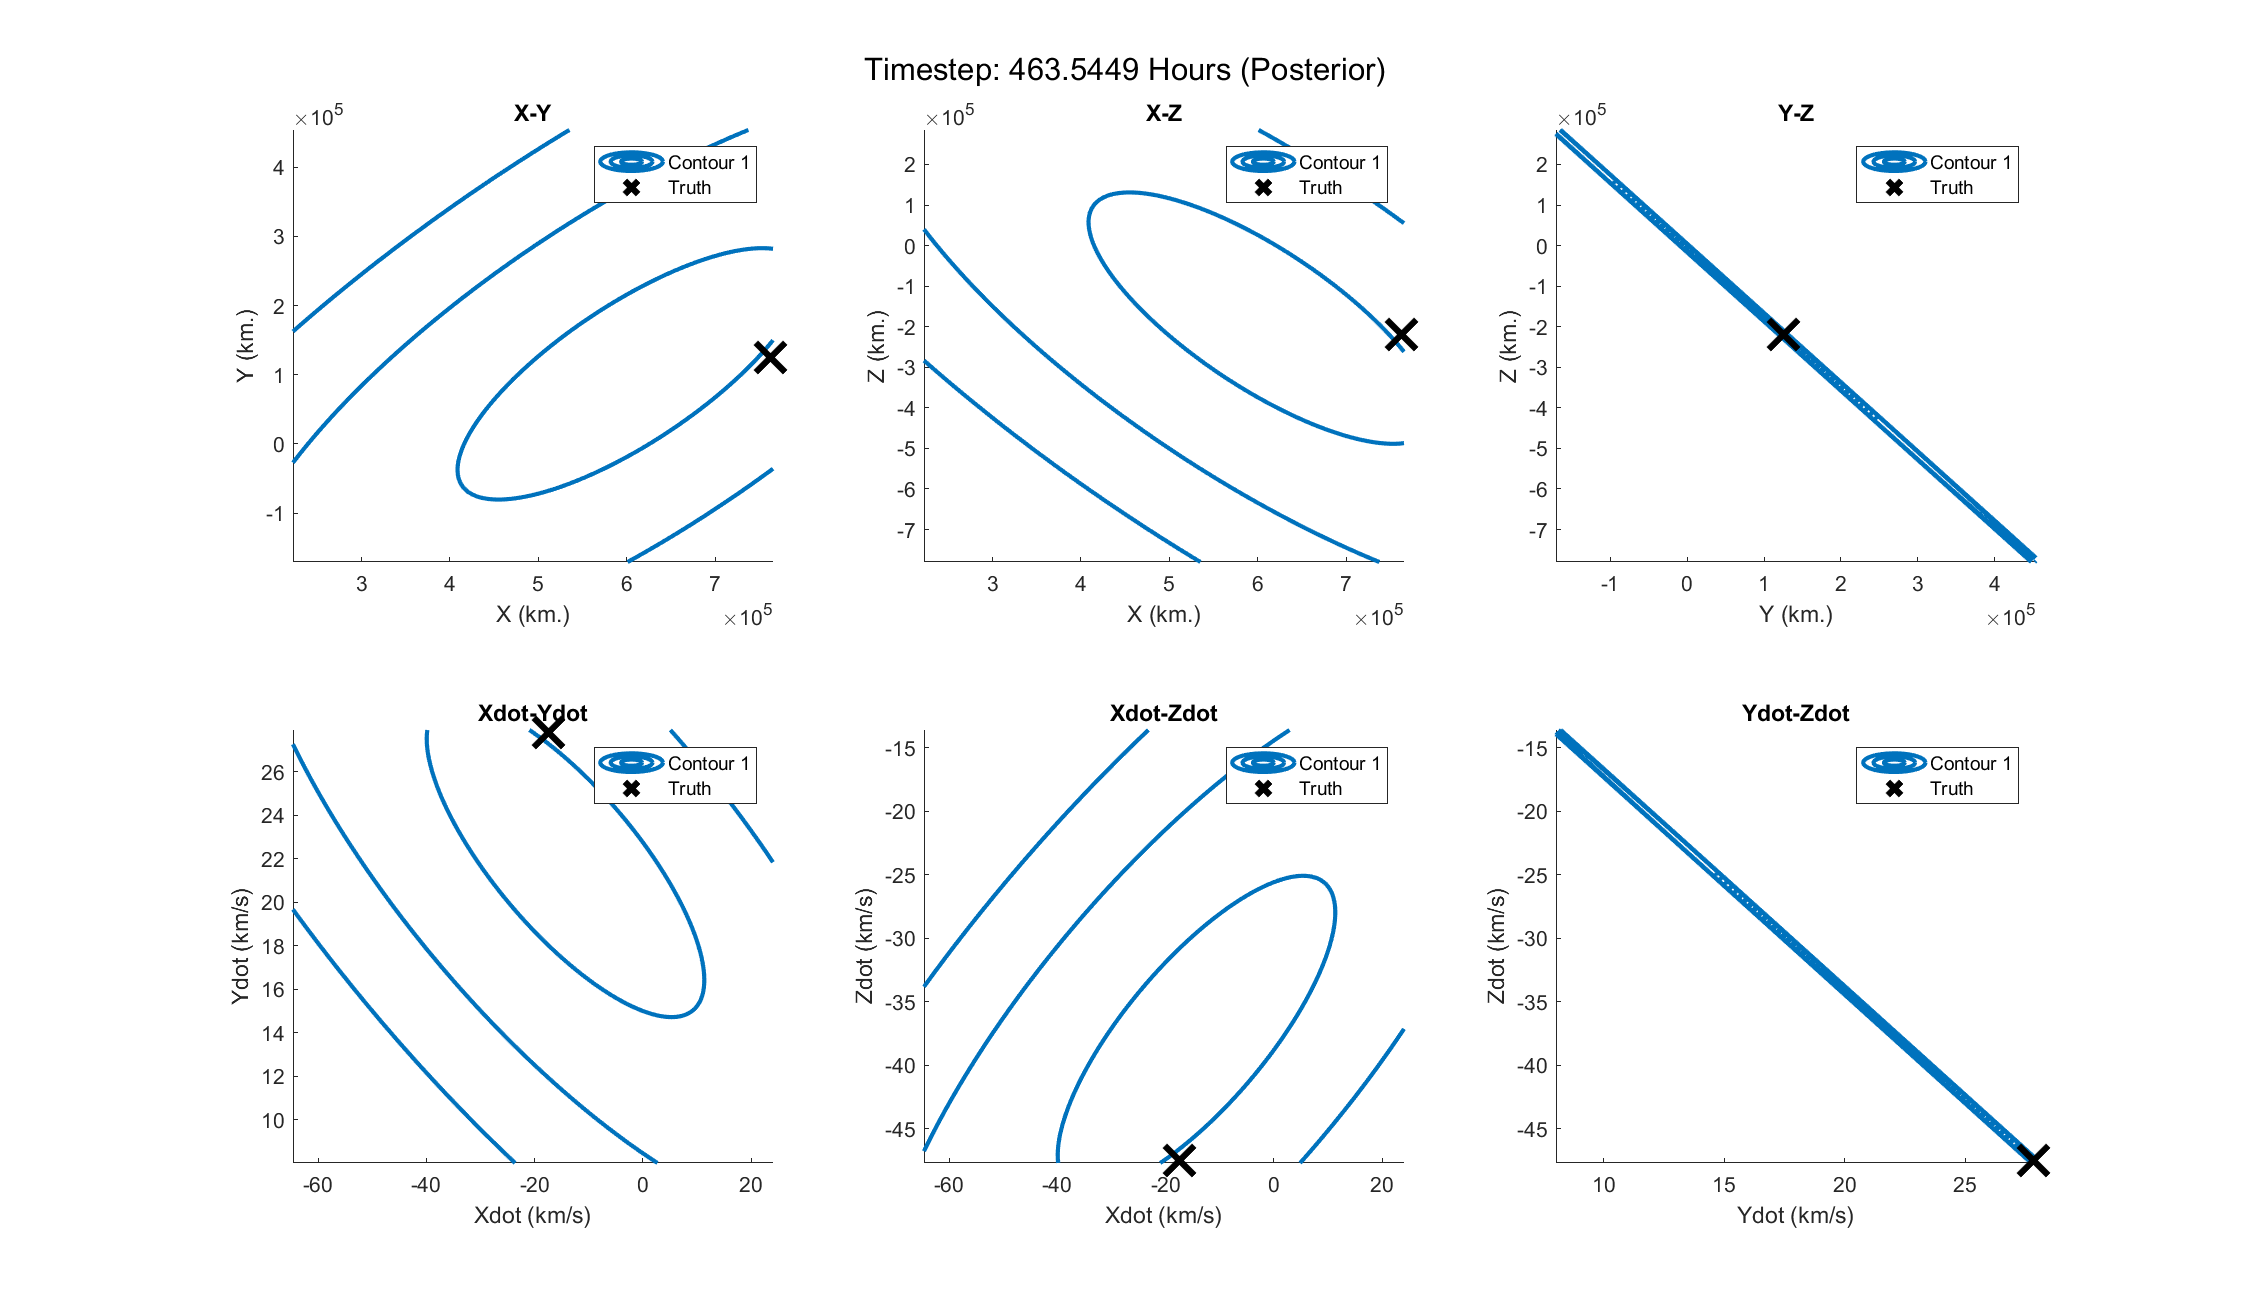 Timestep: 463.5449 Hours (Posterior)
X-Y
×10^5
4
3
2
1
0
-1
Y (km.)
3 4 5 6 7
X (km.)
×10^5
Contour 1
Truth
X-Z
×10^5
2
1
0
-1
-2
-3
-4
-5
-6
-7
Z (km.)
3 4 5 6 7
X (km.)
×10^5
Contour 1
Truth
Y-Z
×10^5
2
1
0
-1
-2
-3
-4
-5
-6
-7
Z (km.)
-1 0 1 2 3 4
Y (km.)
×10^5
Contour 1
Truth
Xdot-Ydot
26
24
22
20
18
16
14
12
10
Ydot (km/s)
-60 -40 -20 0 20
Xdot (km/s)
Contour 1
Truth
Xdot-Zdot
-15
-20
-25
-30
-35
-40
-45
Zdot (km/s)
-60 -40 -20 0 20
Xdot (km/s)
Contour 1
Truth
Ydot-Zdot
-15
-20
-25
-30
-35
-40
-45
Zdot (km/s)
10 15 20 25
Ydot (km/s)
Contour 1
Truth